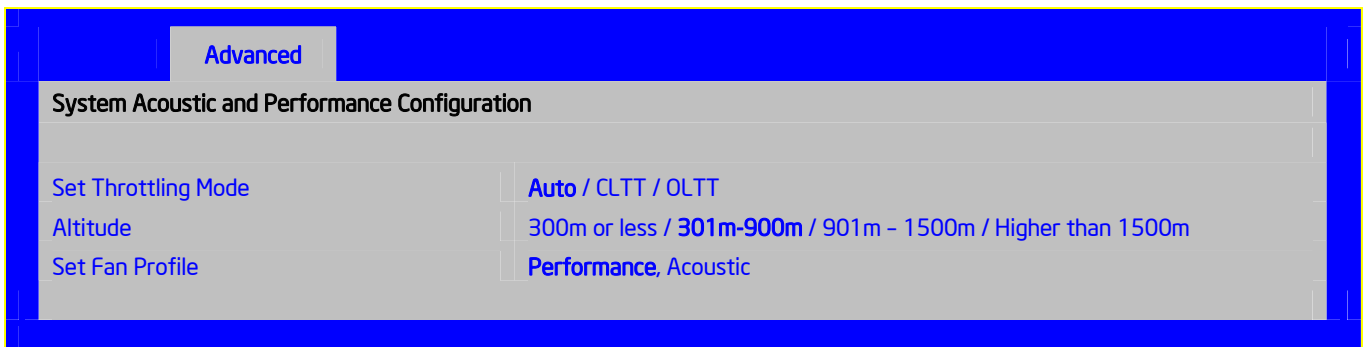 Advanced
System Acoustic and Performance Configuration
Set Throttling Mode Auto / CLTT / OLTT
Altitude 300m or less / 301m-900m / 901m – 1500m / Higher than 1500m
Set Fan Profile Performance, Acoustic